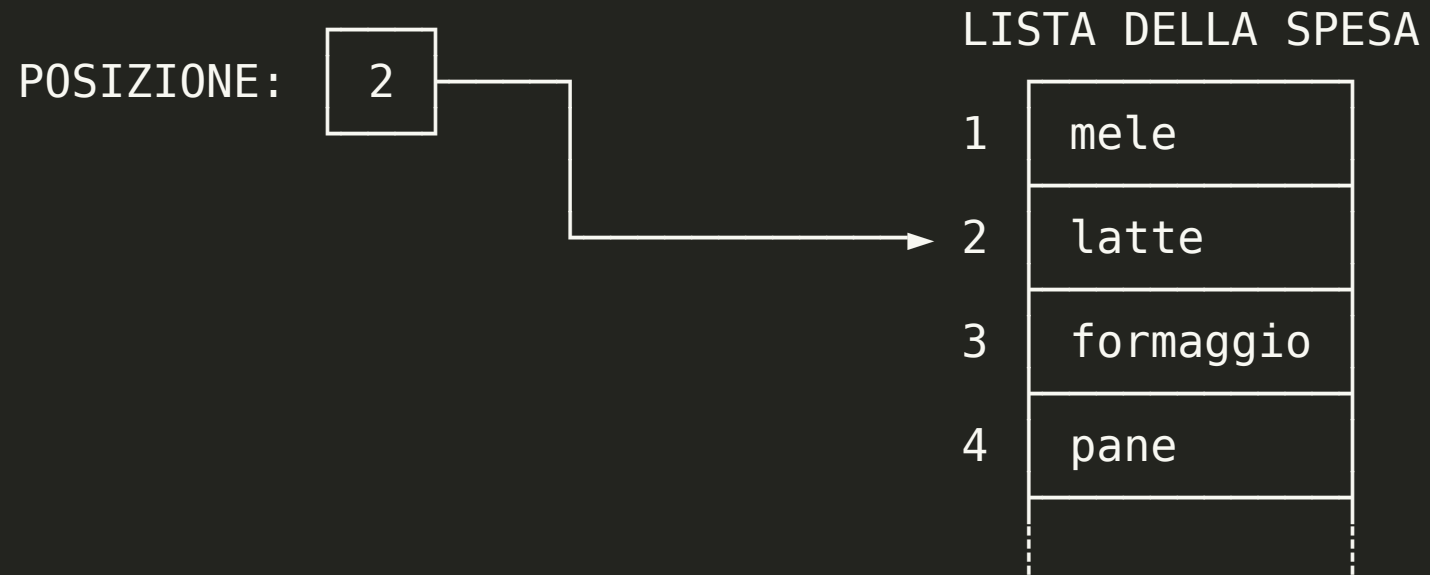 LISTA DELLA SPESA
POSIZIONE: 2
1 mele
2 latte
3 formaggio
4 pane